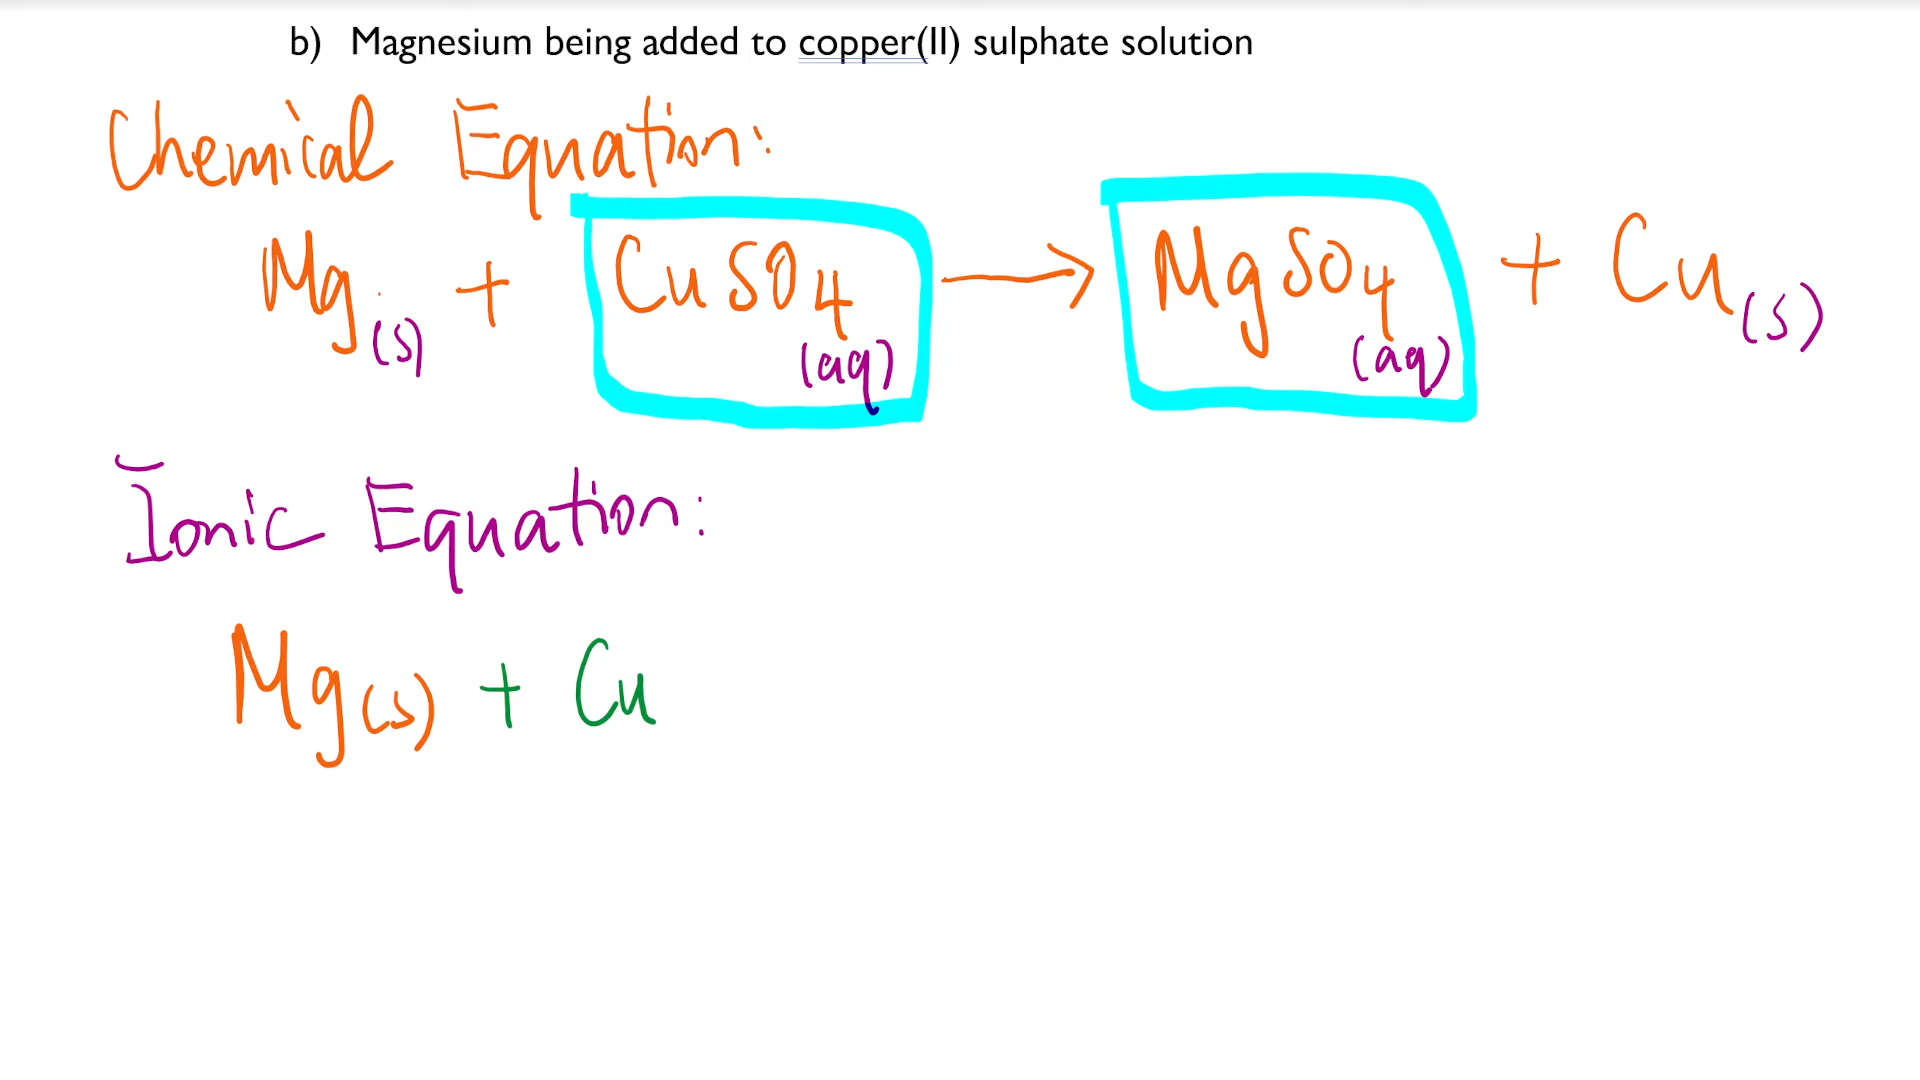 b) Magnesium being added to copper(II) sulphate solution
Chemical Equation:
Mg(s) + CuSO4(aq) → MgSO4(aq) + Cu(s)
Ionic Equation:
Mg(s) + Cu